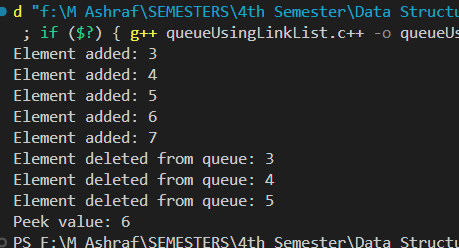 d "f:\M Ashraf\SEMESTERS\4th Semester\Data Struct
; if ($?) { g++ queueUsingLinkList.c++ -o queueUs
Element added: 3
Element added: 4
Element added: 5
Element added: 6
Element added: 7
Element deleted from queue: 3
Element deleted from queue: 4
Element deleted from queue: 5
Peek value: 6
PS F:\M Ashraf\SEMESTERS\4th Semester\Data Struct